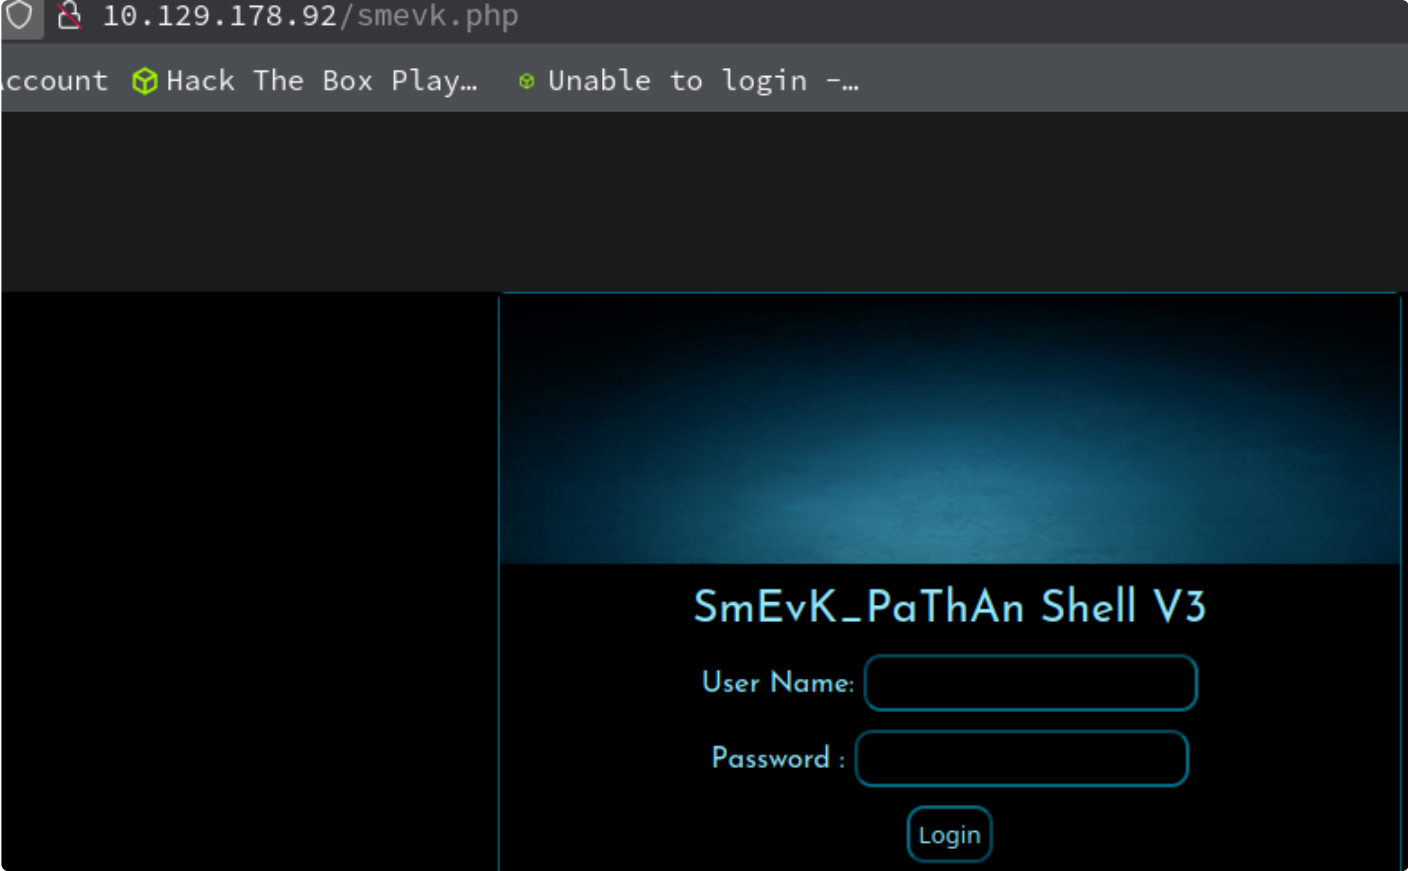 10.129.178.92/smevk.php
ccount Hack The Box Play… Unable to login -…
SmEvK_PaThAn Shell V3
User Name:
Password :
Login